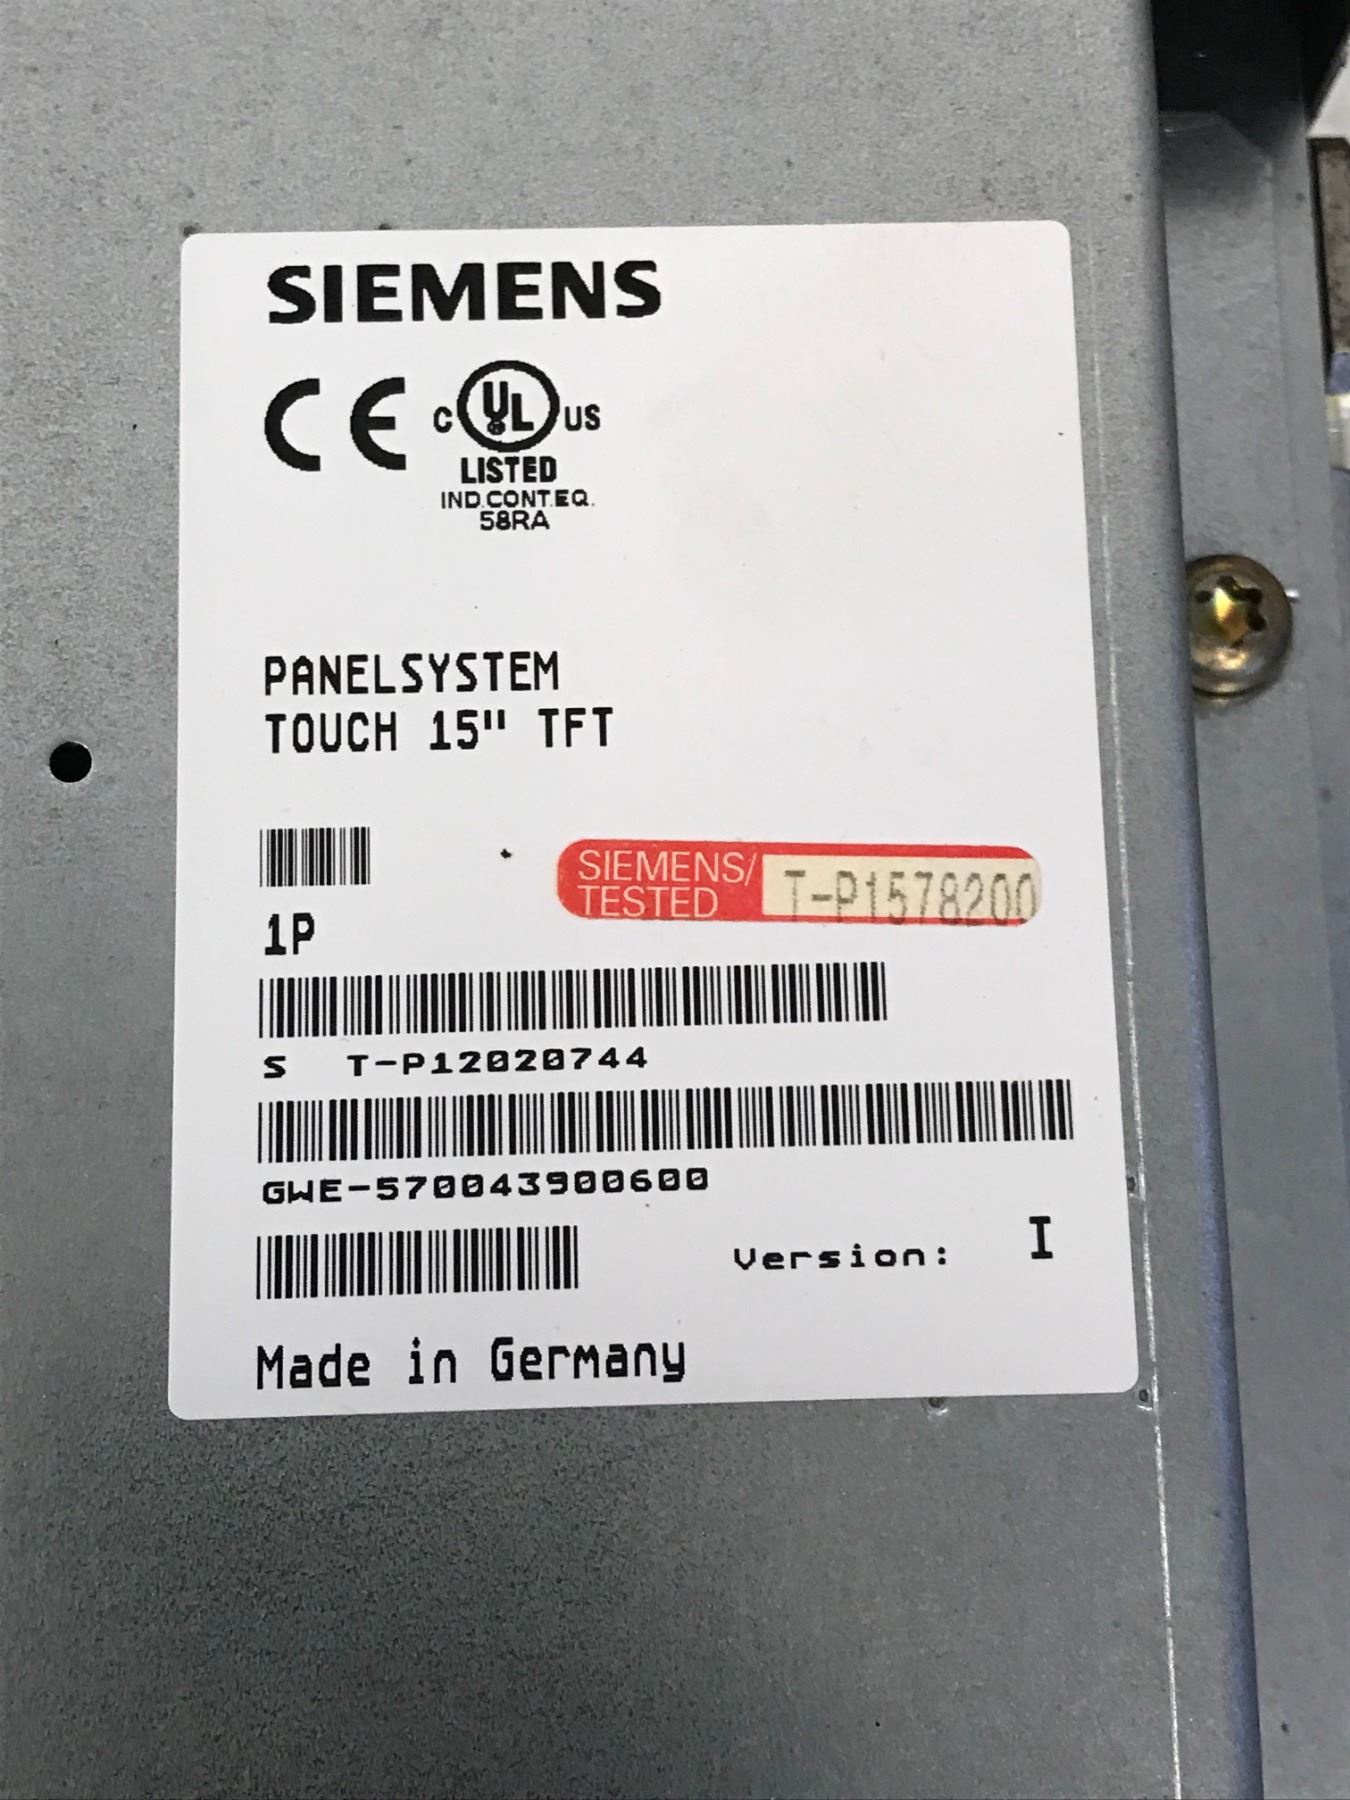 SIEMENS
CE C UL US
LISTED
IND.CONT.EQ.
58RA
PANELSYSTEM
TOUCH 15" TFT
SIEMENS/
TESTED
T-P1578200
1P
S T-P12020744
GWE-570043900600
Version: I
Made in Germany